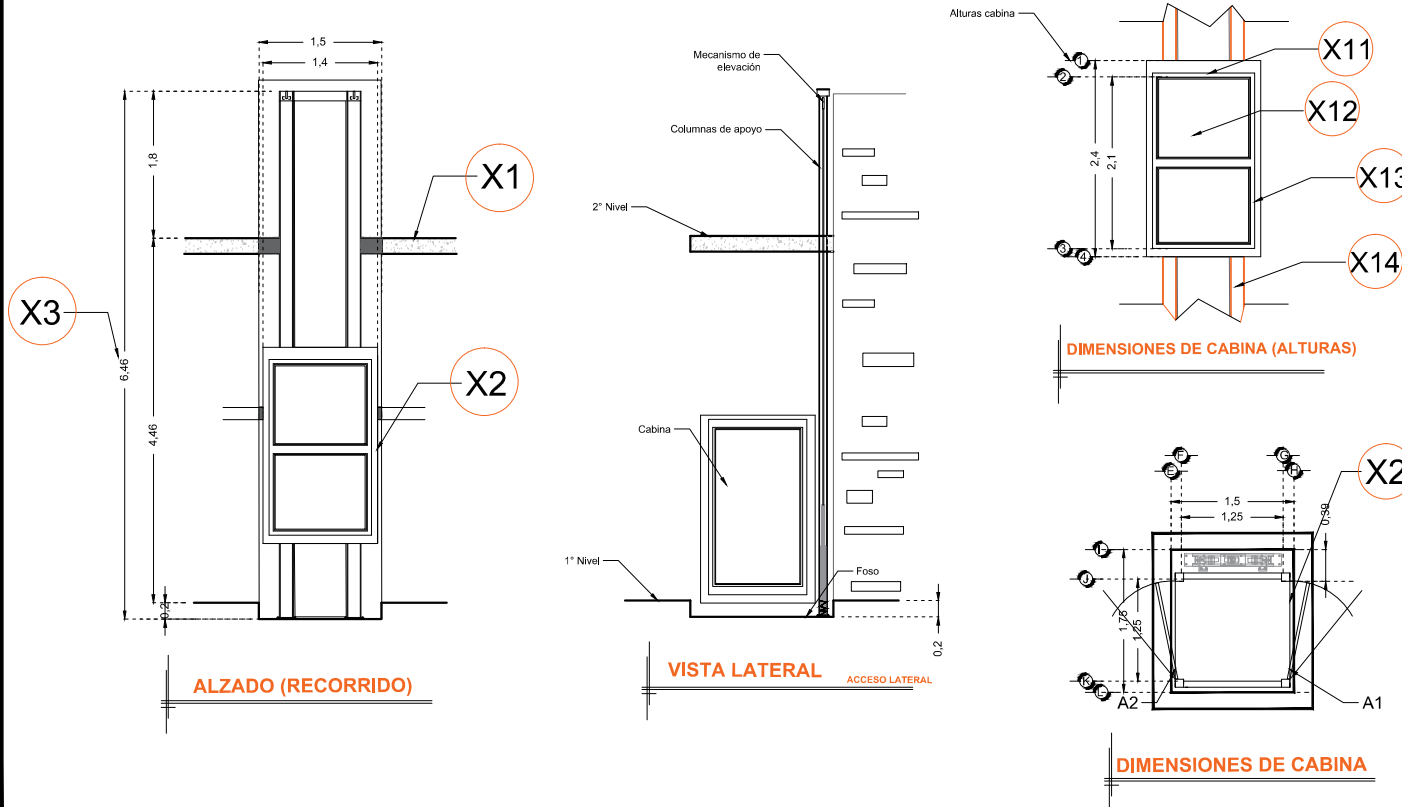 1,5
1,4
1,8
X1
X3
6,46
4,46
X2
0,2
ALZADO (RECORRIDO)
Mecanismo de
elevación
Columnas de apoyo
2° Nivel
Cabina
1° Nivel
Foso
0,2
VISTA LATERAL
ACCESO LATERAL
Alturas cabina
1
2
X11
X12
2,4
2,1
X13
3
4
X14
DIMENSIONES DE CABINA (ALTURAS)
F
G
E
H
X2
1,5
1,25
0,39
I
J
1,75
1,25
K
L
A2
A1
DIMENSIONES DE CABINA